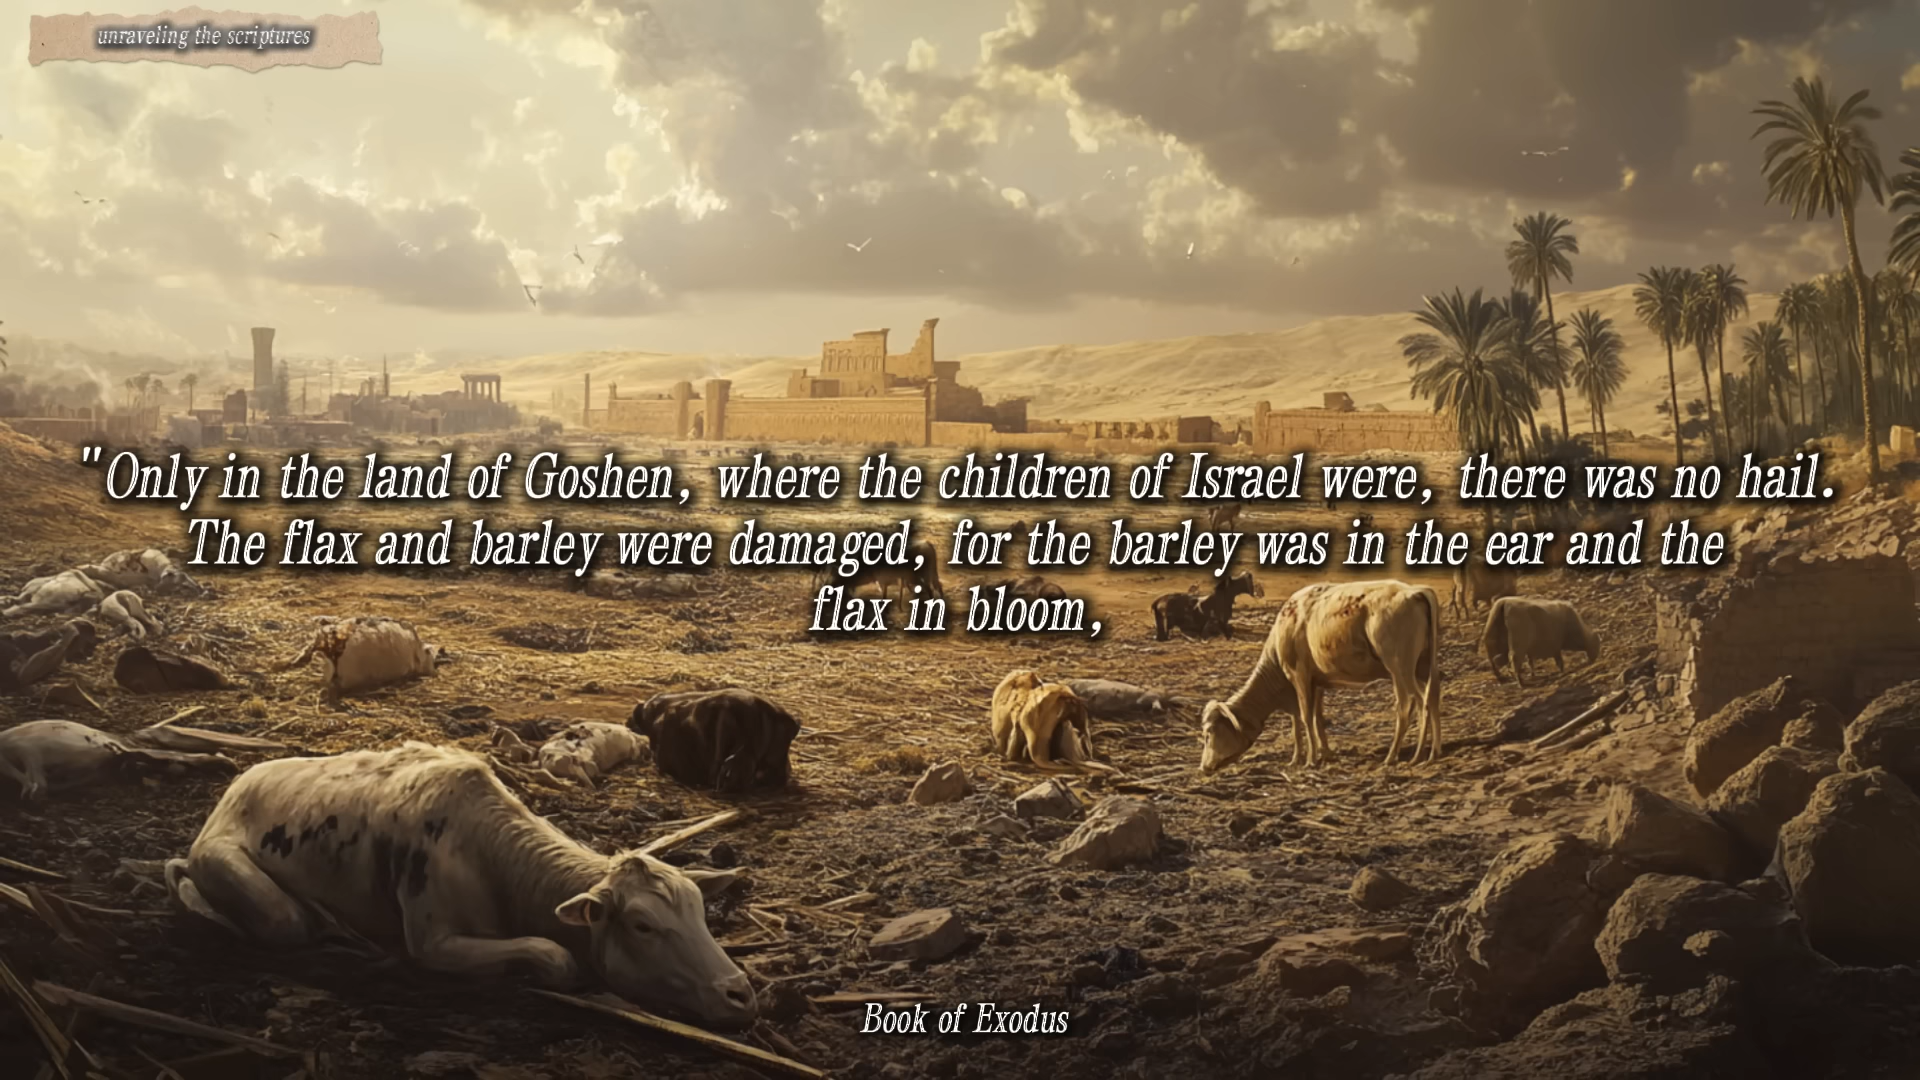 unraveling the scriptures
"Only in the land of Goshen, where the children of Israel were, there was no hail.
The flax and barley were damaged, for the barley was in the ear and the
flax in bloom,
Book of Exodus